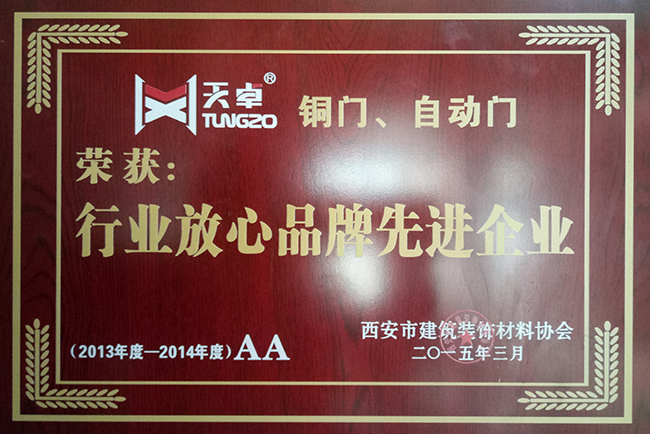 天卓® 铜门、自动门
TUNGZO
荣获:
行业放心品牌先进企业
(2013年度—2014年度)AA
西安市建筑装饰材料协会
二〇一五年三月